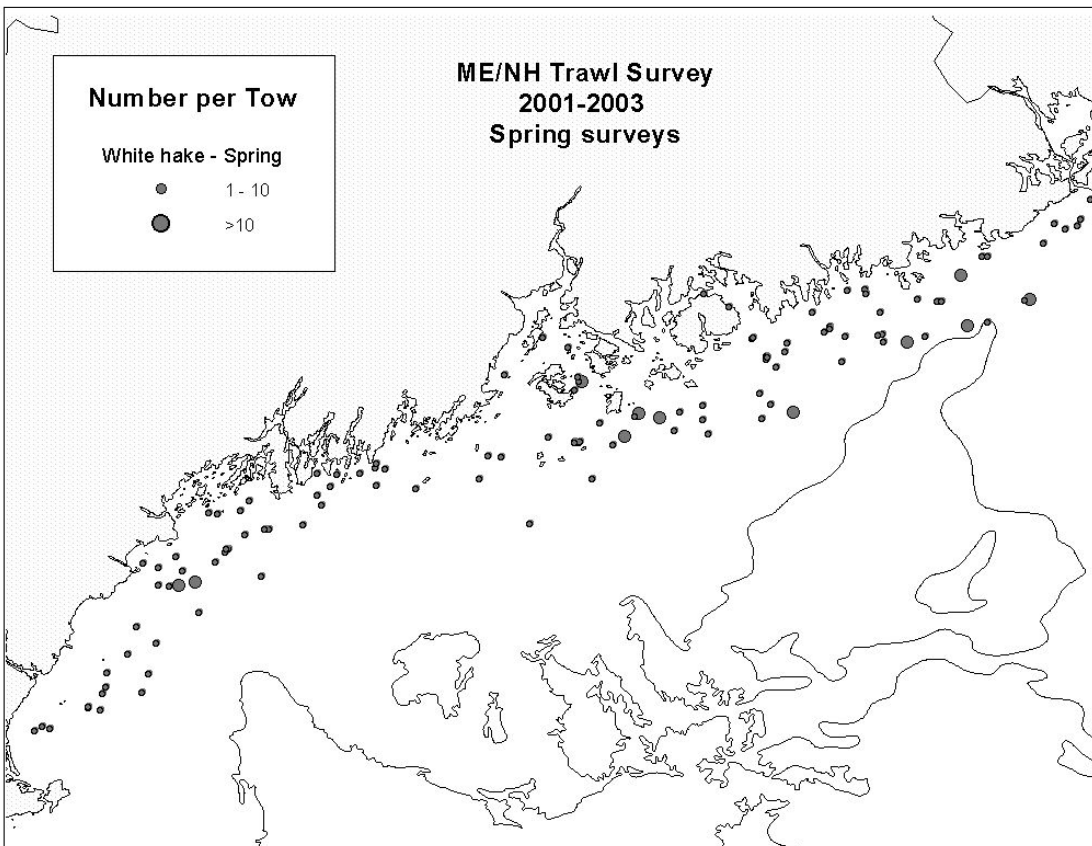 ME/NH Trawl Survey
2001-2003
Spring surveys
Number per Tow
White hake - Spring
1 - 10
>10